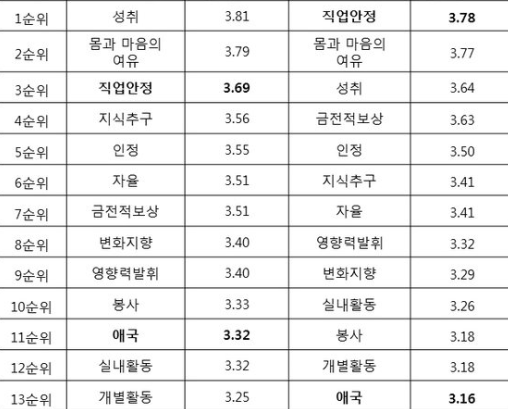 1순위 성취 3.81 직업안정 3.78
2순위 몸과 마음의 여유 3.79 몸과 마음의 여유 3.77
3순위 직업안정 3.69 성취 3.64
4순위 지식추구 3.56 금전적보상 3.63
5순위 인정 3.55 인정 3.50
6순위 자율 3.51 지식추구 3.41
7순위 금전적보상 3.51 자율 3.41
8순위 변화지향 3.40 영향력발휘 3.32
9순위 영향력발휘 3.40 변화지향 3.29
10순위 봉사 3.33 실내활동 3.26
11순위 애국 3.32 봉사 3.18
12순위 실내활동 3.32 개별활동 3.18
13순위 개별활동 3.25 애국 3.16